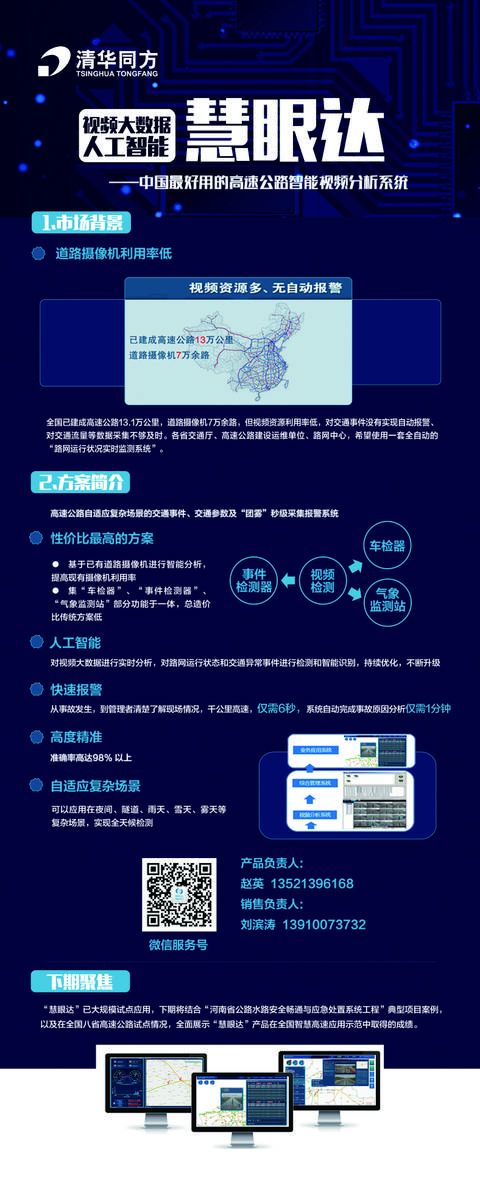 清华同方
TSINGHUA TONGFANG
视频大数据
人工智能
慧眼达
——中国最好用的高速公路智能视频分析系统
1.市场背景
道路摄像机利用率低
视频资源多、无自动报警
已建成高速公路13万公里
道路摄像机7万余路
全国已建成高速公路13.1万公里，道路摄像机7万余路，但视频资源利用率低，对交通事件没有实现自动报警、
对交通流量等数据采集不够及时。各省交通厅、高速公路建设运维单位、路网中心，希望使用一套全自动的
“路网运行状况实时监测系统”。
2.方案简介
高速公路自适应复杂场景的交通事件、交通参数及“团雾”秒级采集报警系统
性价比最高的方案
● 基于已有道路摄像机进行智能分析，
提高现有摄像机利用率
● 集“车检器”、“事件检测器”、
“气象监测站”部分功能于一体，总造价
比传统方案低
事件
检测器
视频
检测
车检器
气象
监测站
人工智能
对视频大数据进行实时分析，对路网运行状态和交通异常事件进行检测和智能识别，持续优化，不断升级
快速报警
从事故发生，到管理者清楚了解现场情况，千公里高速，仅需6秒，系统自动完成事故原因分析仅需1分钟
高度精准
准确率高达98% 以上
自适应复杂场景
可以应用在夜间、隧道、雨天、雪天、雾天等
复杂场景，实现全天候检测
业务应用系统
综合管理系统
视频分析系统
产品负责人：
赵英 13521396168
销售负责人：
刘滨涛 13910073732
微信服务号
下期聚焦
“慧眼达”已大规模试点应用，下期将结合“河南省公路水路安全畅通与应急处置系统工程”典型项目案例，
以及在全国八省高速公路试点情况，全面展示“慧眼达”产品在全国智慧高速应用示范中取得的成绩。